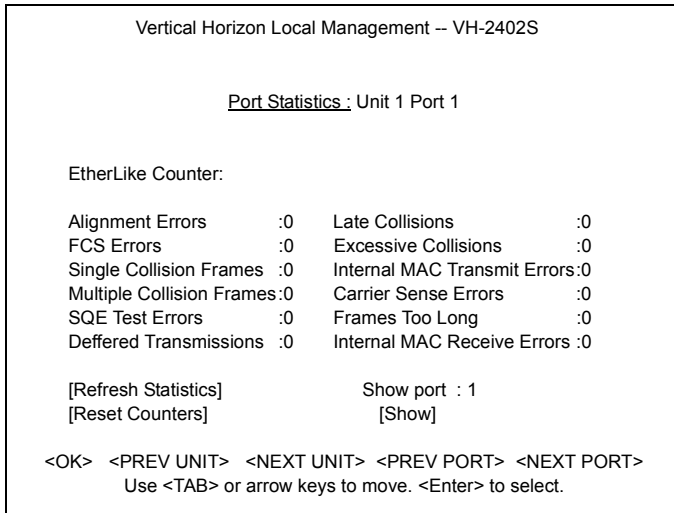 Vertical Horizon Local Management -- VH-2402S
Port Statistics : Unit 1 Port 1
EtherLike Counter:
Alignment Errors :0 Late Collisions :0
FCS Errors :0 Excessive Collisions :0
Single Collision Frames :0 Internal MAC Transmit Errors:0
Multiple Collision Frames:0 Carrier Sense Errors :0
SQE Test Errors :0 Frames Too Long :0
Deffered Transmissions :0 Internal MAC Receive Errors :0
[Refresh Statistics] Show port : 1
[Reset Counters] [Show]
<OK> <PREV UNIT> <NEXT UNIT> <PREV PORT> <NEXT PORT>
Use <TAB> or arrow keys to move. <Enter> to select.